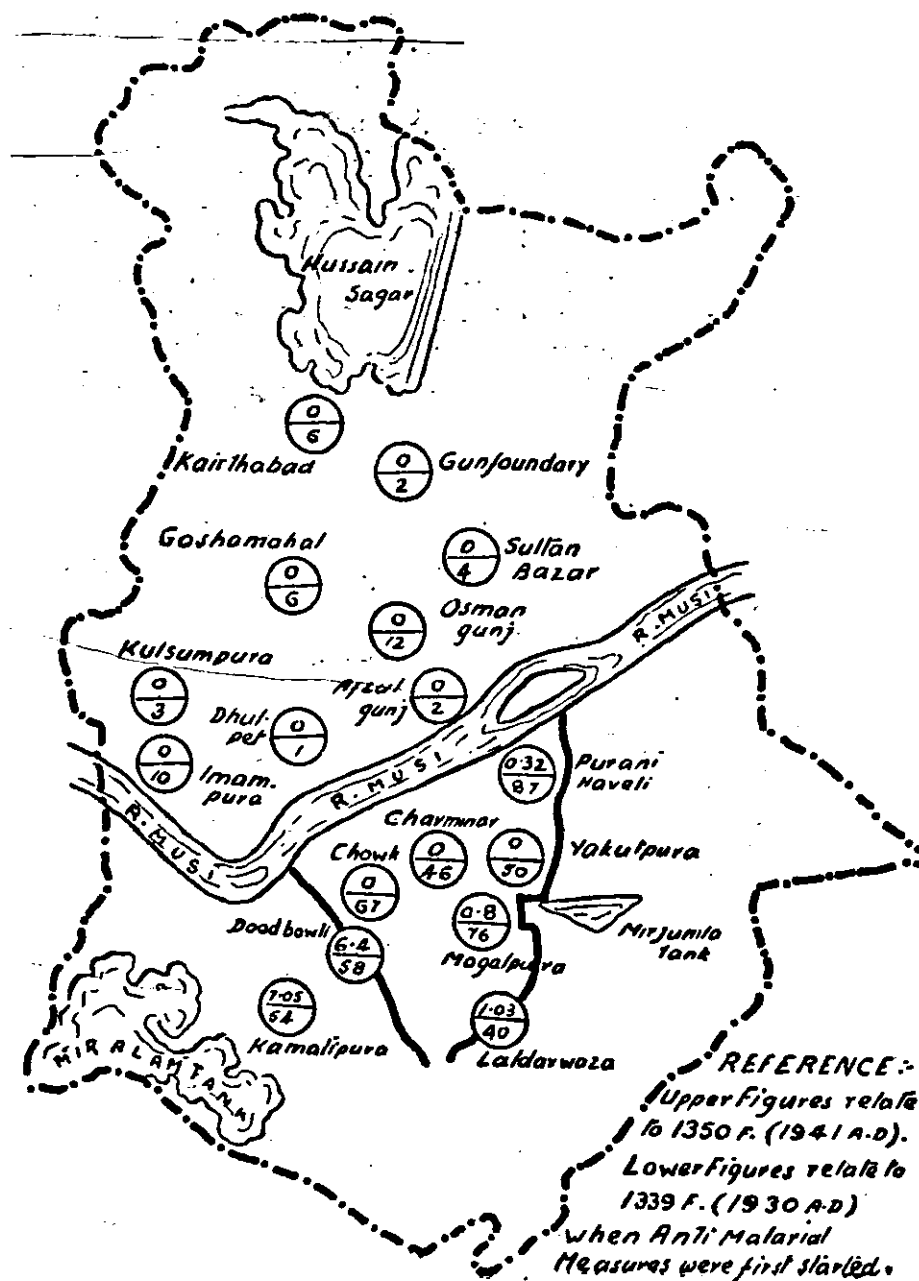 Hussain
Sagar
0
6
Kairthabad
0
2
Gunfoundary
Goshamahal
0
6
0
4
Sultan
Bazar
0
12
Osman
gunj.
Kulsumpura
0
3
Dhul-
pet
0
1
Afzal
gunj
0
2
0
10
Imam-
pura
R. MUSI
R. MUSI
R. MUSI
0.32
87
Purani
Haveli
Charminar
0
46
0
50
Yakutpura
Chowk
0
67
0.8
76
Mogalpura
Mirjumla
Tank
Doodbowli
6.4
58
7.05
54
Kamatipura
1.03
40
Laldarwaza
MIRALAM TANK
REFERENCE:-
Upper Figures relate
to 1350 F. (1941 A.D).
Lower Figures relate to
1339 F. (1930 A.D)
when Anti Malarial
Measures were first started.